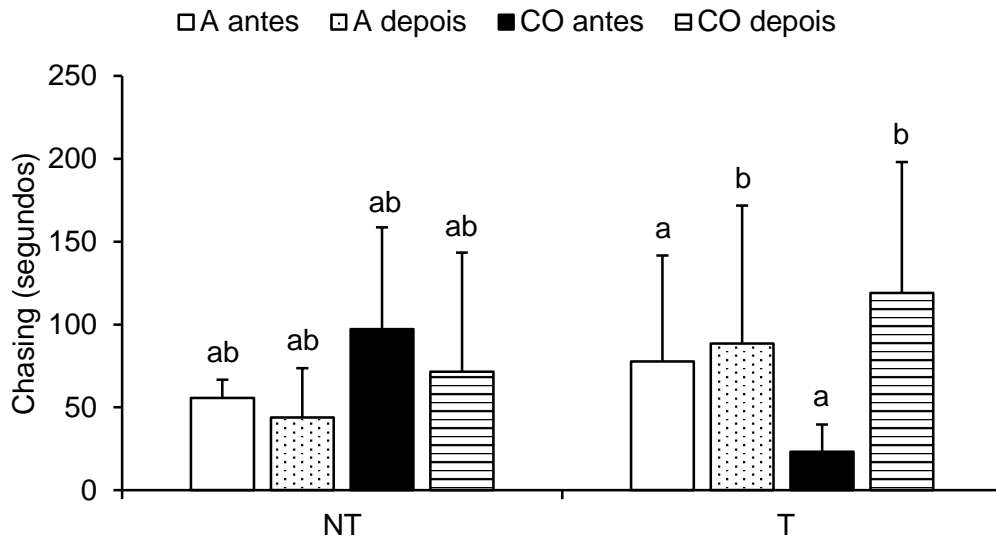 A antes A depois CO antes CO depois
250
200
150
100
50
0
Chasing (segundos)
ab
ab
ab
ab
a
b
a
b
NT T